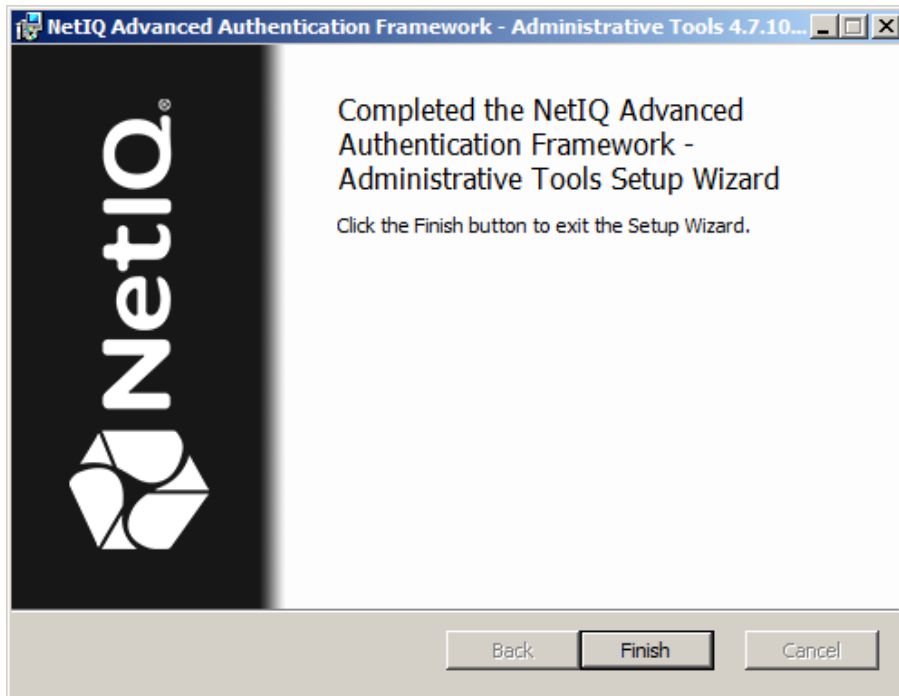 NetIQ Advanced Authentication Framework - Administrative Tools 4.7.10...
NetIQ®
Completed the NetIQ Advanced
Authentication Framework -
Administrative Tools Setup Wizard
Click the Finish button to exit the Setup Wizard.
Back
Finish
Cancel